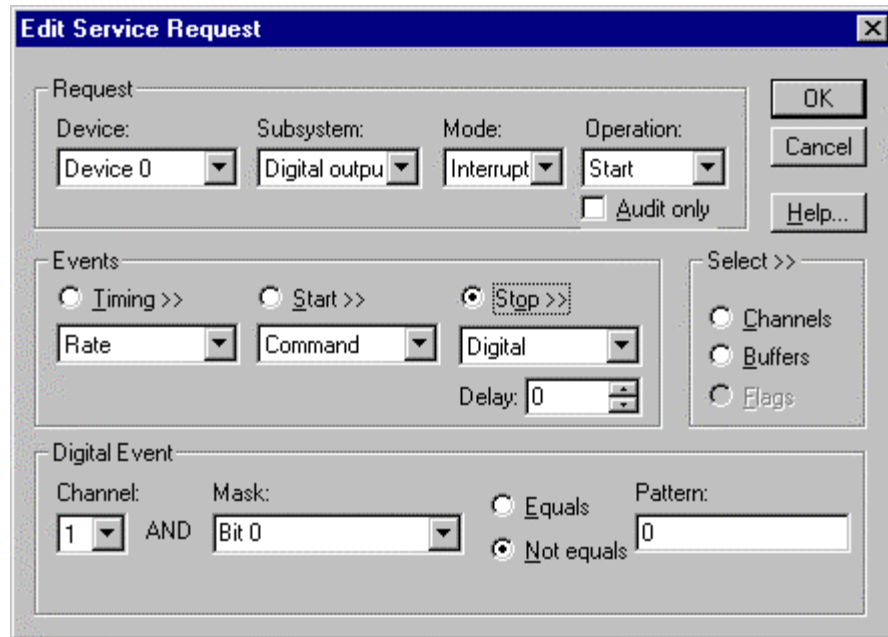 Edit Service Request
Request
OK
Device: Subsystem: Mode: Operation:
Device 0 Digital outpu Interrupt Start
Cancel
Audit only
Help...
Events
Select >>
Timing >> Start >> Stop >>
Channels
Rate Command Digital
Buffers
Delay: 0
Flags
Digital Event
Channel: Mask: Pattern:
Equals
1 AND Bit 0 0
Not equals